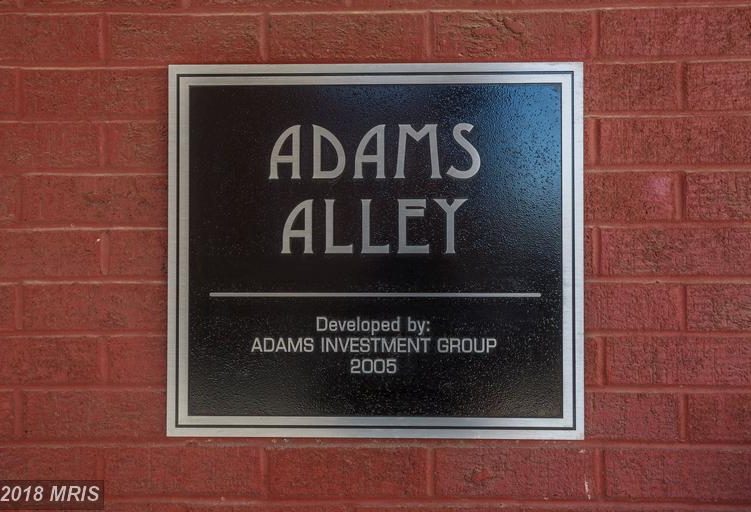 ADAMS
ALLEY
Developed by:
ADAMS INVESTMENT GROUP
2005
2018 MRIS